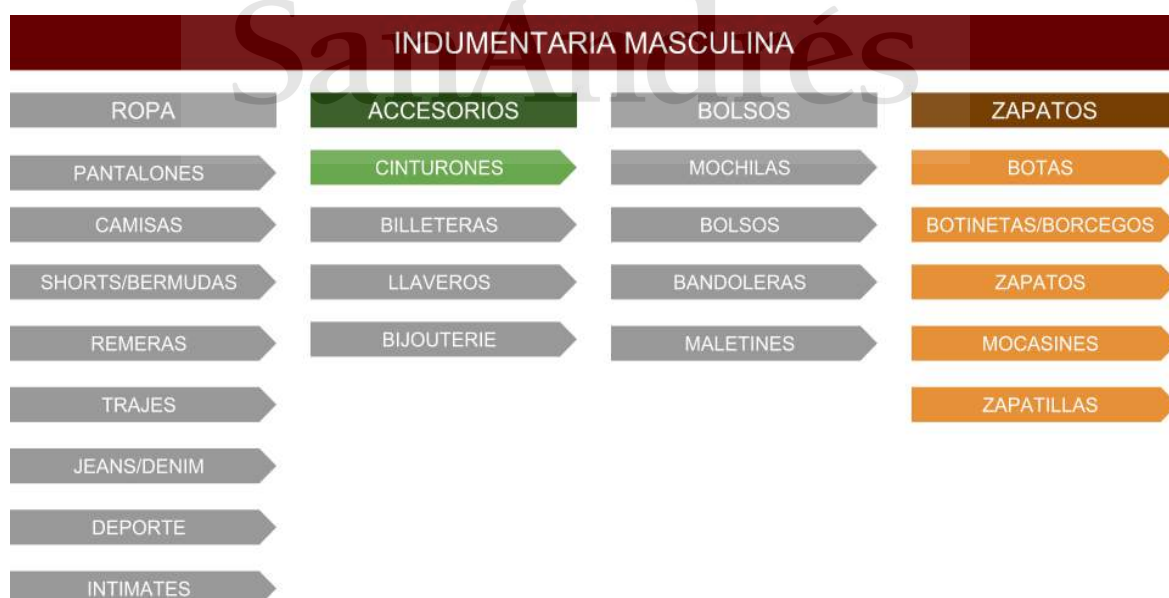 SanAndrés
INDUMENTARIA MASCULINA
ROPA
PANTALONES
CAMISAS
SHORTS/BERMUDAS
REMERAS
TRAJES
JEANS/DENIM
DEPORTE
INTIMATES
ACCESORIOS
CINTURONES
BILLETERAS
LLAVEROS
BIJOUTERIE
BOLSOS
MOCHILAS
BOLSOS
BANDOLERAS
MALETINES
ZAPATOS
BOTAS
BOTINETAS/BORCEGOS
ZAPATOS
MOCASINES
ZAPATILLAS